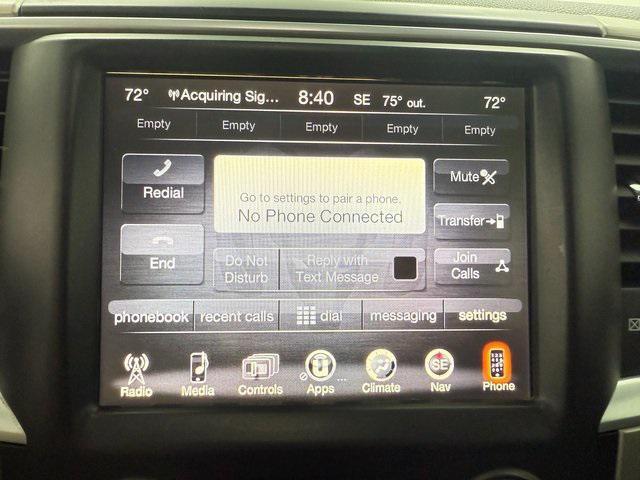 72° Acquiring Sig... 8:40 SE 75° out. 72°
Empty Empty Empty Empty Empty
Redial
Go to settings to pair a phone.
No Phone Connected
Mute
Transfer
End
Do Not
Disturb
Reply with
Text Message
Join
Calls
phonebook recent calls dial messaging settings
SE
Radio Media Controls Apps ... Climate Nav Phone